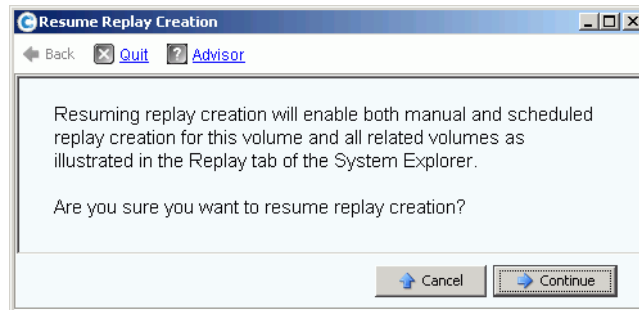 Resume Replay Creation
Back Quit Advisor
Resuming replay creation will enable both manual and scheduled
replay creation for this volume and all related volumes as
illustrated in the Replay tab of the System Explorer.
Are you sure you want to resume replay creation?
Cancel Continue